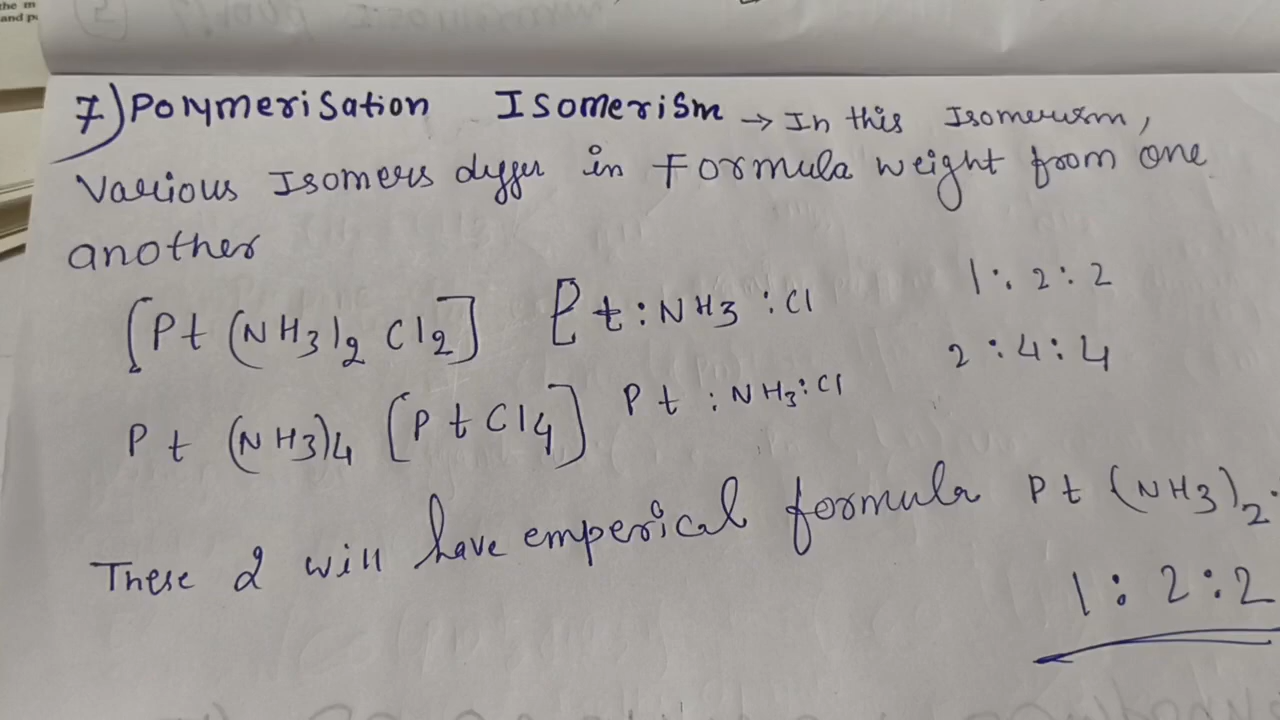 the m
and p
7) Polymerisation Isomerism → In this Isomerism,
Various Isomers differ in Formula weight from one
another
[Pt (NH3)2 Cl2] [Pt : NH3 : Cl 1 : 2 : 2
Pt (NH3)4 [PtCl4] Pt : NH3 : Cl 2 : 4 : 4
These 2 will have emperical formula Pt (NH3)2.
1 : 2 : 2